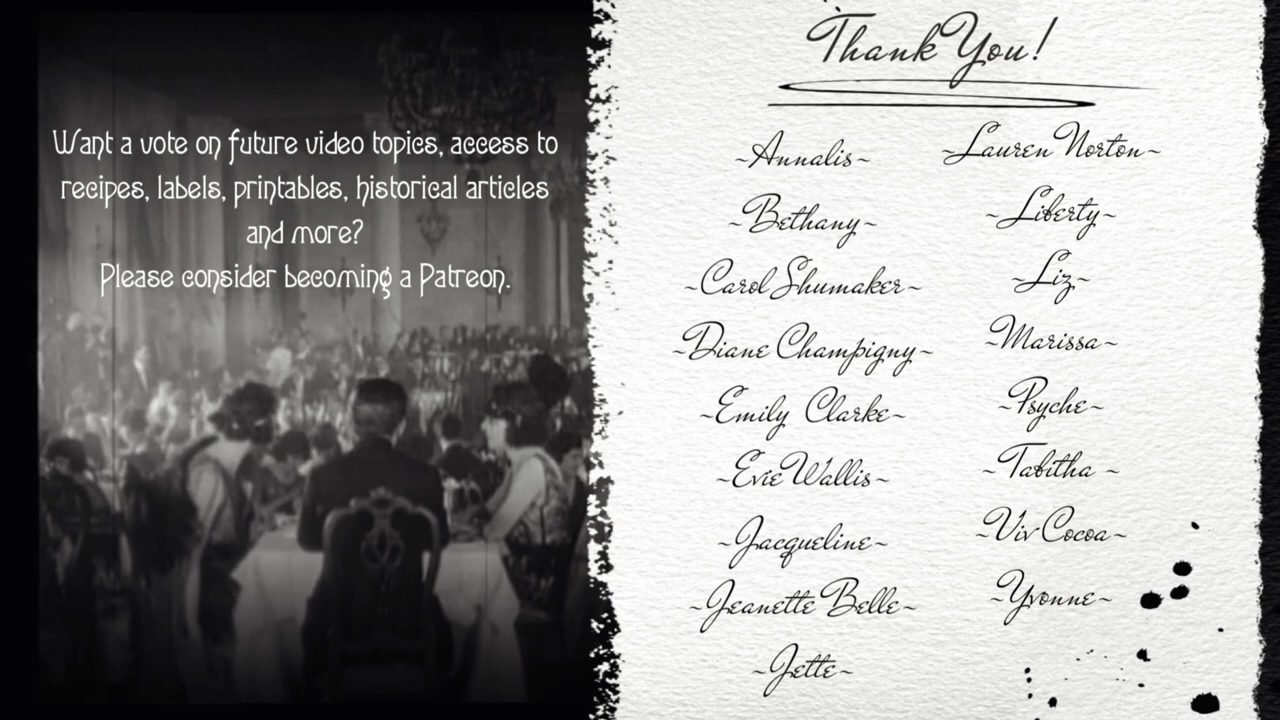 Want a vote on future video topics, access to
recipes, labels, printables, historical articles
and more?
Please consider becoming a Patreon.
Thank You!
~Annalis~
~Bethany~
~Carol Shumaker~
~Diane Champigny~
~Emily Clarke~
~Evie Wallis~
~Jacqueline~
~Jeanette Belle~
~Jette~
~Lauren Norton~
~Liberty~
~Liz~
~Marissa~
~Psyche~
~Tabitha ~
~Viv Cocoa~
~Yvonne~